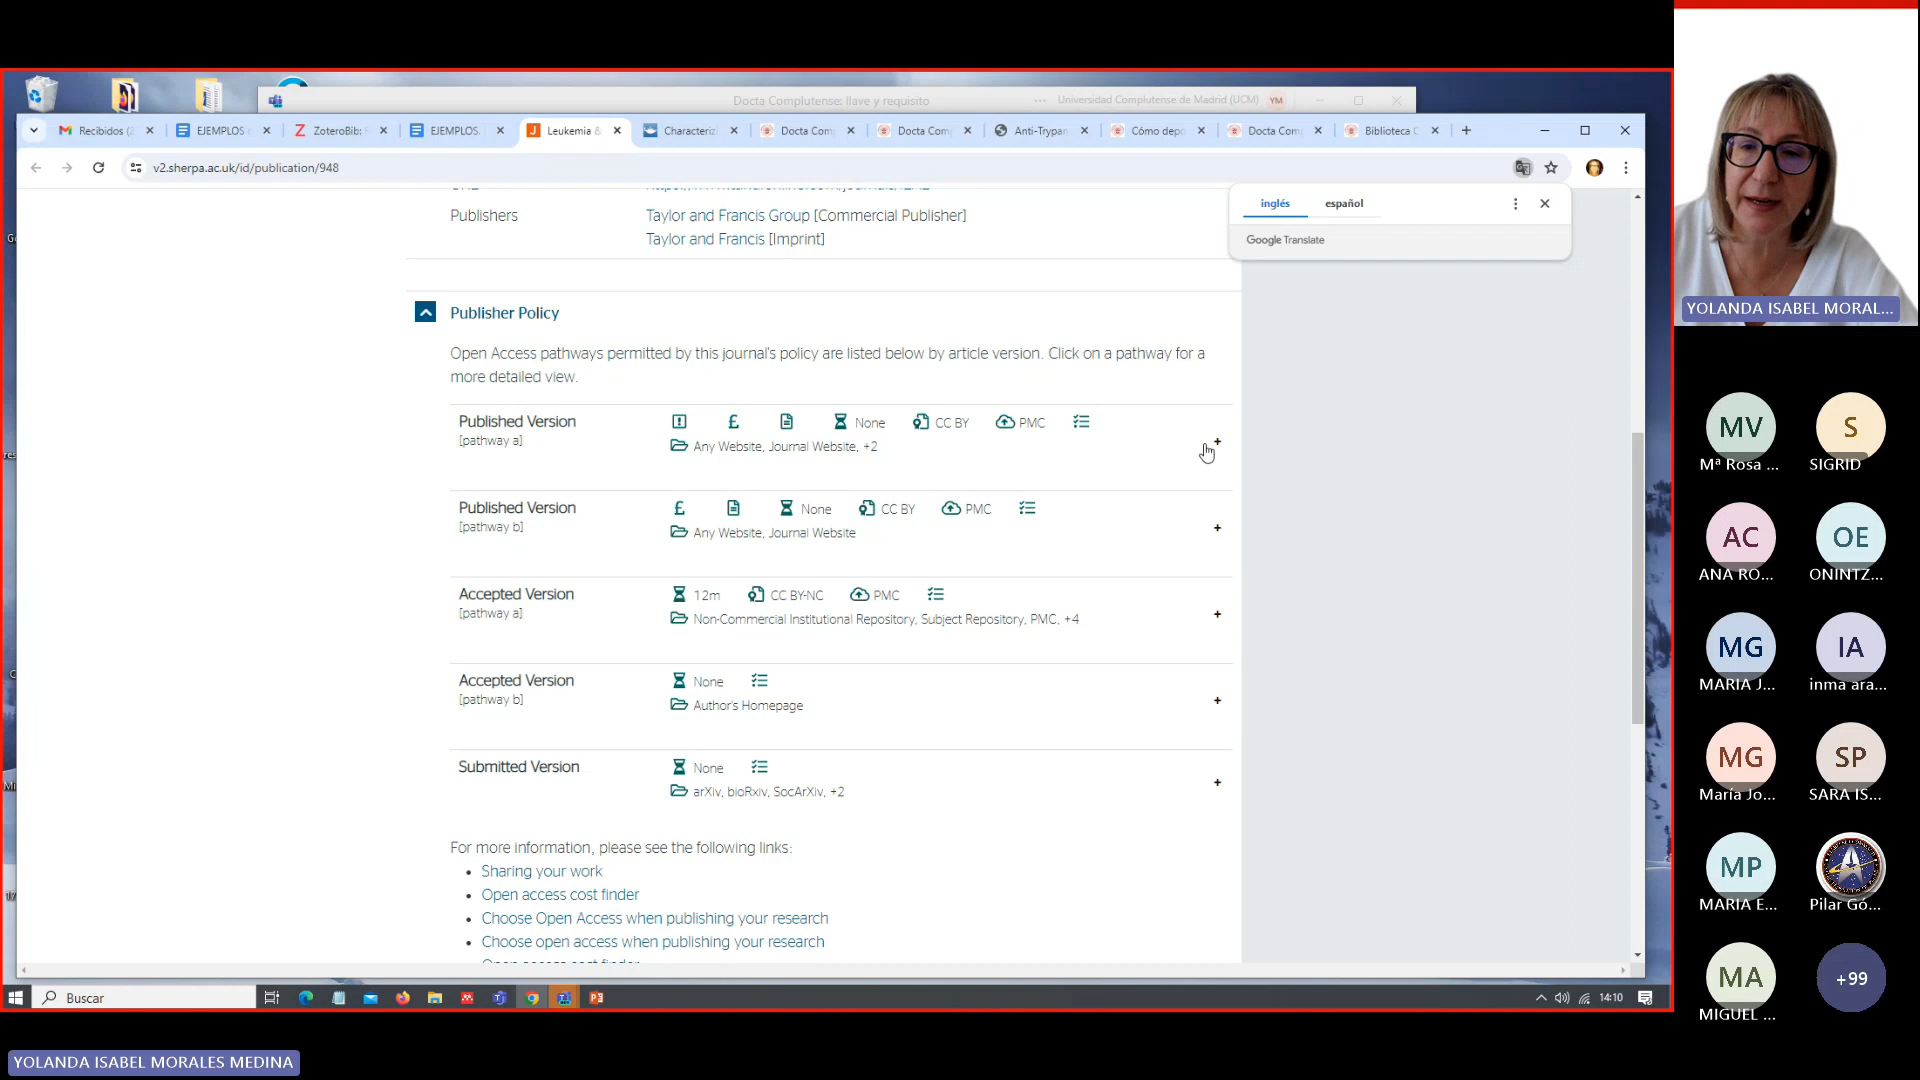 Docta Complutense: llave y requisito
Universidad Complutense de Madrid (UCM)
YM
Recibidos (2
EJEMPLOS c
ZoteroBib: F
EJEMPLOS.
Leukemia &
Caracteriz
Docta Com
Docta Com
Anti-Trypan
Cómo depo
Docta Com
Biblioteca C
v2.sherpa.ac.uk/id/publication/948
inglés
español
Google Translate
Publishers
Taylor and Francis Group [Commercial Publisher]
Taylor and Francis [Imprint]
Publisher Policy
Open Access pathways permitted by this journal's policy are listed below by article version. Click on a pathway for a
more detailed view.
Published Version
[pathway a]
None
CC BY
PMC
Any Website, Journal Website, +2
+
Published Version
[pathway b]
None
CC BY
PMC
Any Website, Journal Website
+
Accepted Version
[pathway a]
12m
CC BY-NC
PMC
Non-Commercial Institutional Repository, Subject Repository, PMC, +4
+
Accepted Version
[pathway b]
None
Author's Homepage
+
Submitted Version
None
arXiv, bioRxiv, SocArXiv, +2
+
For more information, please see the following links:
Sharing your work
Open access cost finder
Choose Open Access when publishing your research
Choose open access when publishing your research
Buscar
14:10
YOLANDA ISABEL MORAL...
MV
Mª Rosa ...
S
SIGRID
AC
ANA RO...
OE
ONINTZ...
MG
MARIA J...
IA
inma ara...
MG
María Jo...
SP
SARA IS...
MP
MARIA E...
Pilar Gó...
MA
MIGUEL ...
+99
YOLANDA ISABEL MORALES MEDINA